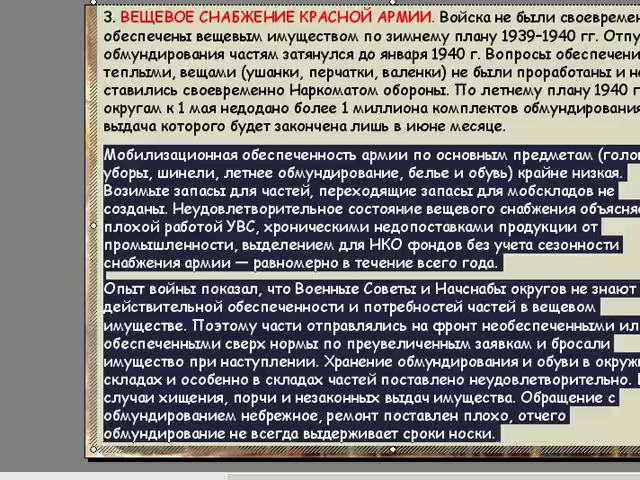 3. ВЕЩЕВОЕ СНАБЖЕНИЕ КРАСНОЙ АРМИИ. Войска не были
обеспечены вещевым имуществом по зимнему плану 1939–1940 гг.
обмундирования частям затянулся до января 1940 г. Вопросы
теплыми, вещами (ушанки, перчатки, валенки) не были проработаны и
ставились своевременно Наркоматом обороны. По летнему плану 1940
округам к 1 мая недодано более 1 миллиона комплектов обмундирования
выдача которого будет закончена лишь в июне месяце.
Мобилизационная обеспеченность армии по основным предметам
уборы, шинели, летнее обмундирование, белье и обувь) крайне низкая.
Возимые запасы для частей, переходящие запасы для мобскладов не
созданы. Неудовлетворительное состояние вещевого снабжения
плохой работой УВС, хроническими недопоставками продукции от
промышленности, выделением для НКО фондов без учета сезонности
снабжения армии — равномерно в течение всего года.
Опыт войны показал, что Военные Советы и Начснабы округов не знают
действительной обеспеченности и потребностей частей в вещевом
имуществе. Поэтому части отправлялись на фронт необеспеченными
обеспеченными сверх нормы по преувеличенным заявкам и бросали
имущество при наступлении. Хранение обмундирования и обуви в
складах и особенно в складах частей поставлено неудовлетворительно.
случаи хищения, порчи и незаконных выдач имущества. Обращение с
обмундированием небрежное, ремонт поставлен плохо, отчего
обмундирование не всегда выдерживает сроки носки.